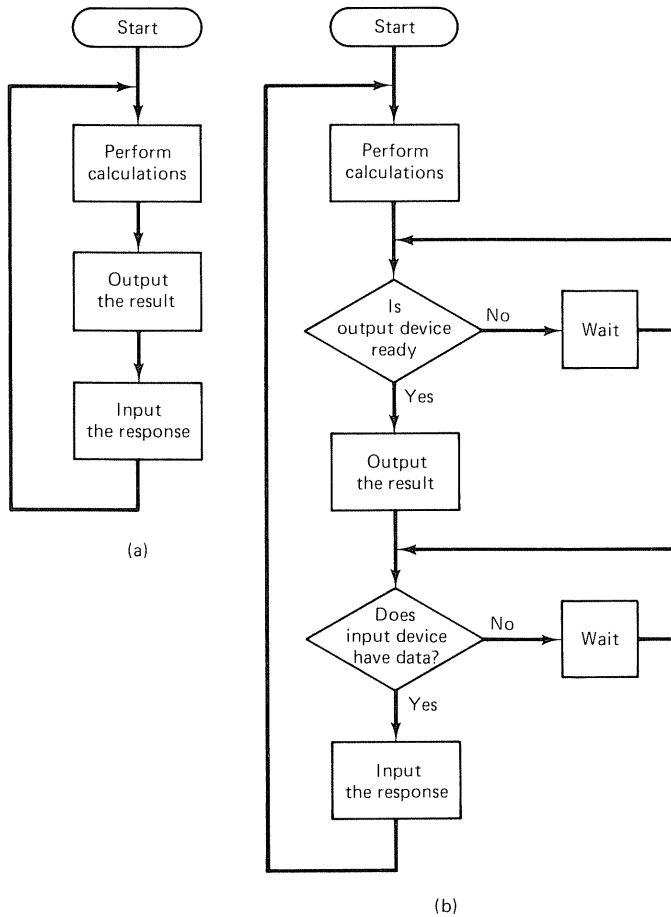 Start
Perform
calculations
Output
the result
Input
the response
(a)
Start
Perform
calculations
Is
output device
ready
No
Wait
Yes
Output
the result
Does
input device
have data?
No
Wait
Yes
Input
the response
(b)